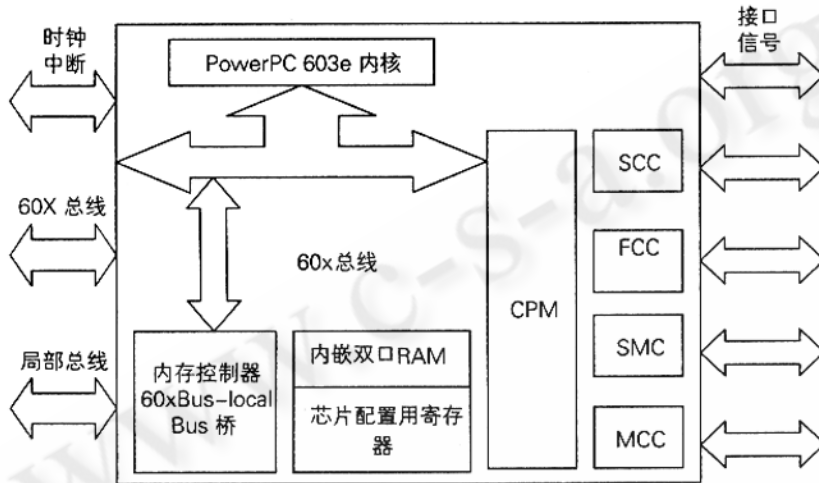 时钟
中断
接口
信号
PowerPC 603e 内核
SCC
60X 总线
60x总线
FCC
CPM
局部总线
内存控制器
60xBus-local
Bus 桥
内嵌双口RAM
芯片配置用寄存
器
SMC
MCC
www.c-s-a.org